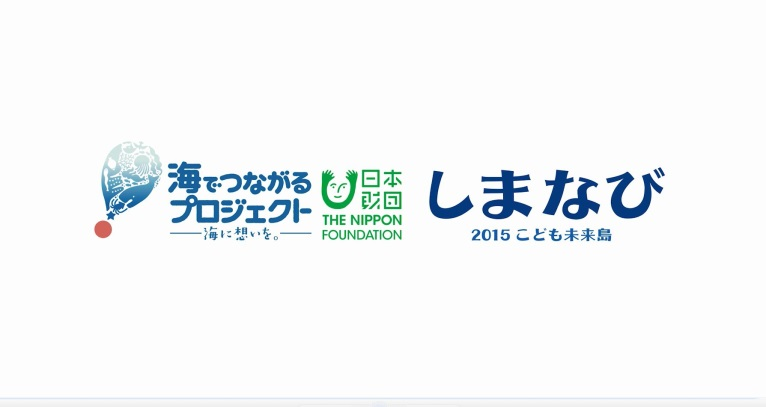 海でつながる
プロジェクト
海に想いを。
日本
財団
THE NIPPON
FOUNDATION
しまなび
2015 こども未来島